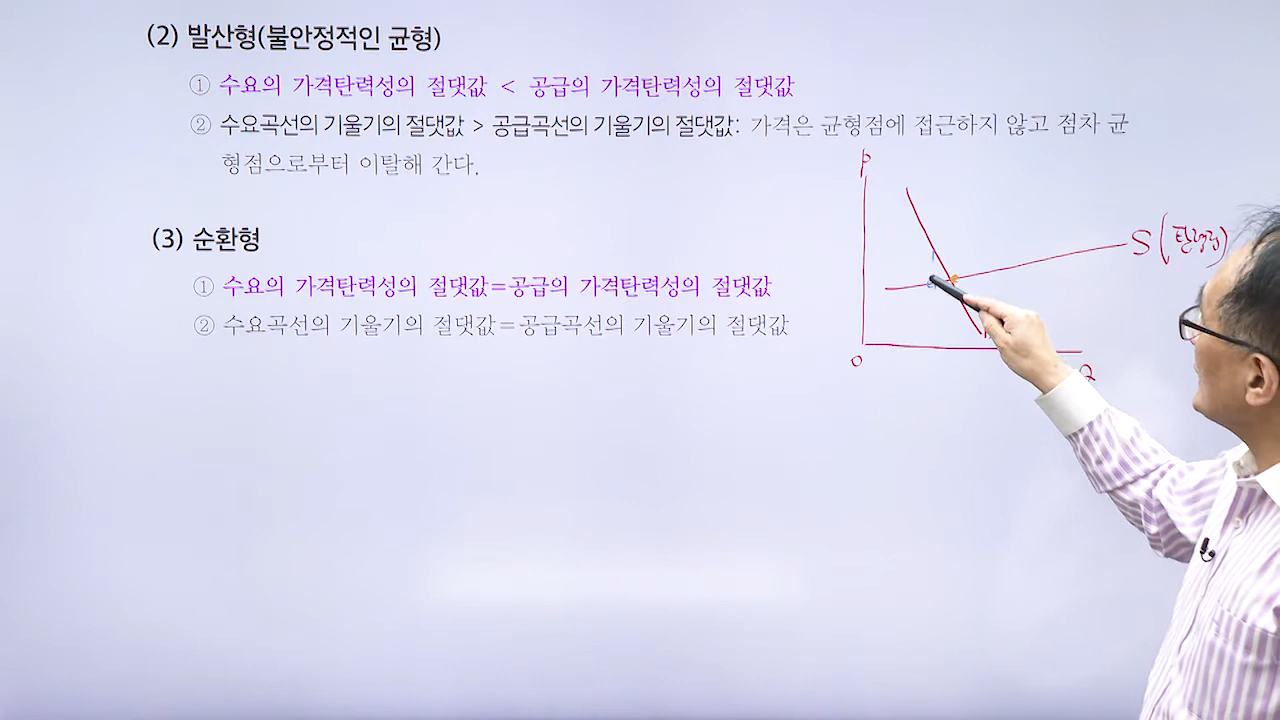 (2) 발산형(불안정적인 균형)
① 수요의 가격탄력성의 절댓값 < 공급의 가격탄력성의 절댓값
② 수요곡선의 기울기의 절댓값 > 공급곡선의 기울기의 절댓값: 가격은 균형점에 접근하지 않고 점차 균
형점으로부터 이탈해 간다.
(3) 순환형
① 수요의 가격탄력성의 절댓값=공급의 가격탄력성의 절댓값
② 수요곡선의 기울기의 절댓값=공급곡선의 기울기의 절댓값
P
S
0
Q